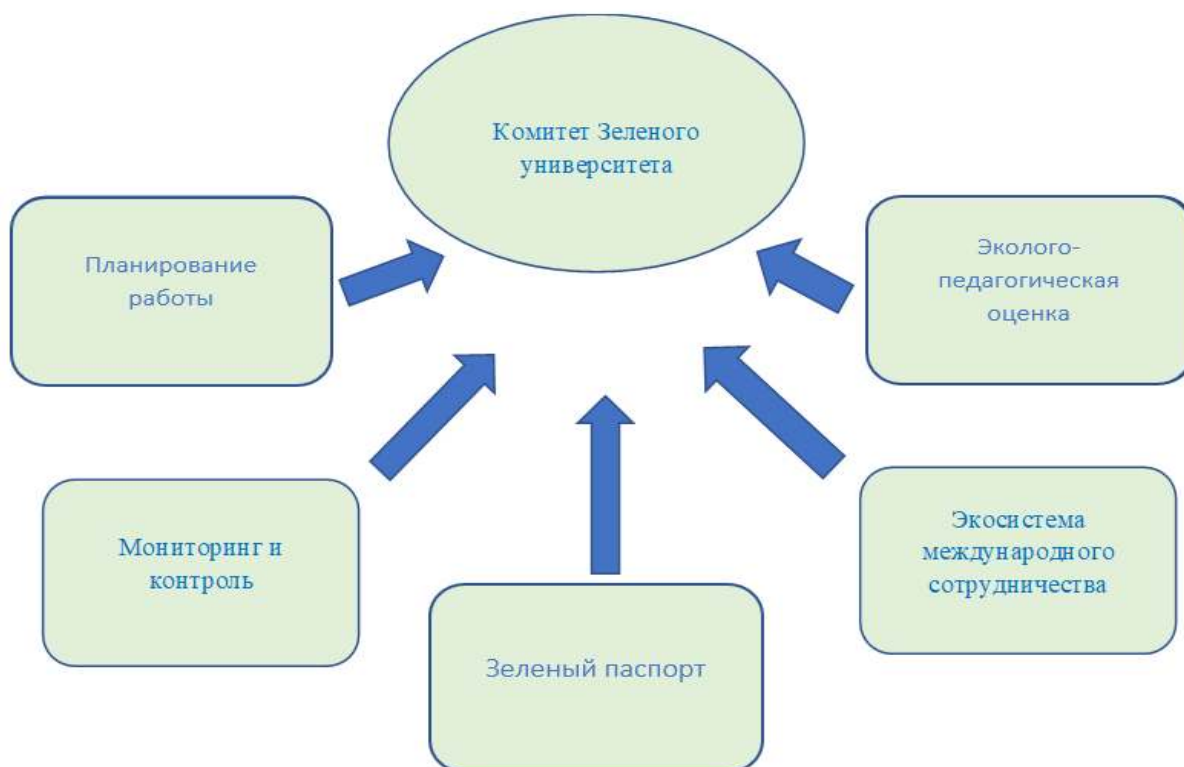 Комитет Зеленого
университета
Планирование
работы
Эколого-
педагогическая
оценка
Мониторинг и
контроль
Экосистема
международного
сотрудничества
Зеленый паспорт